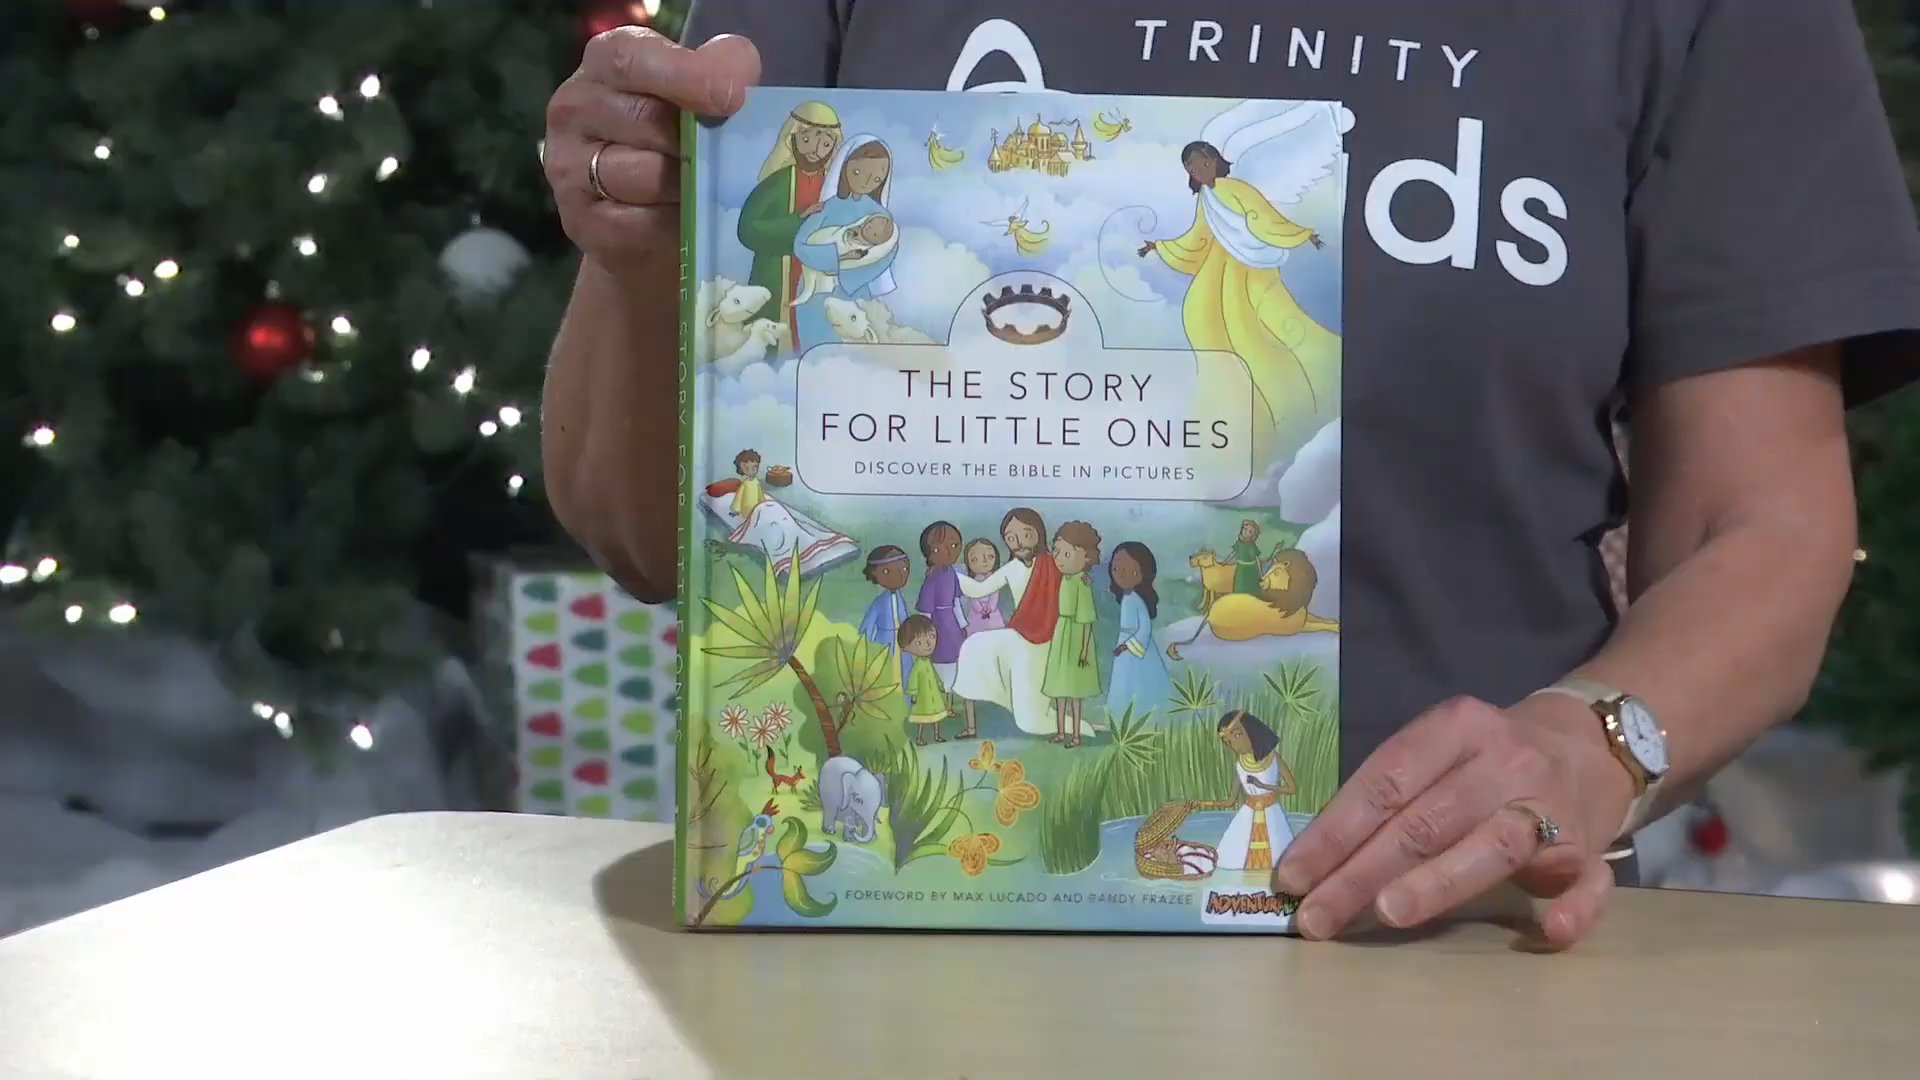 TRINITY
ids
THE STORY
FOR LITTLE ONES
DISCOVER THE BIBLE IN PICTURES
THE STORY FOR LITTLE ONES
FOREWORD BY MAX LUCADO AND RANDY FRAZEE